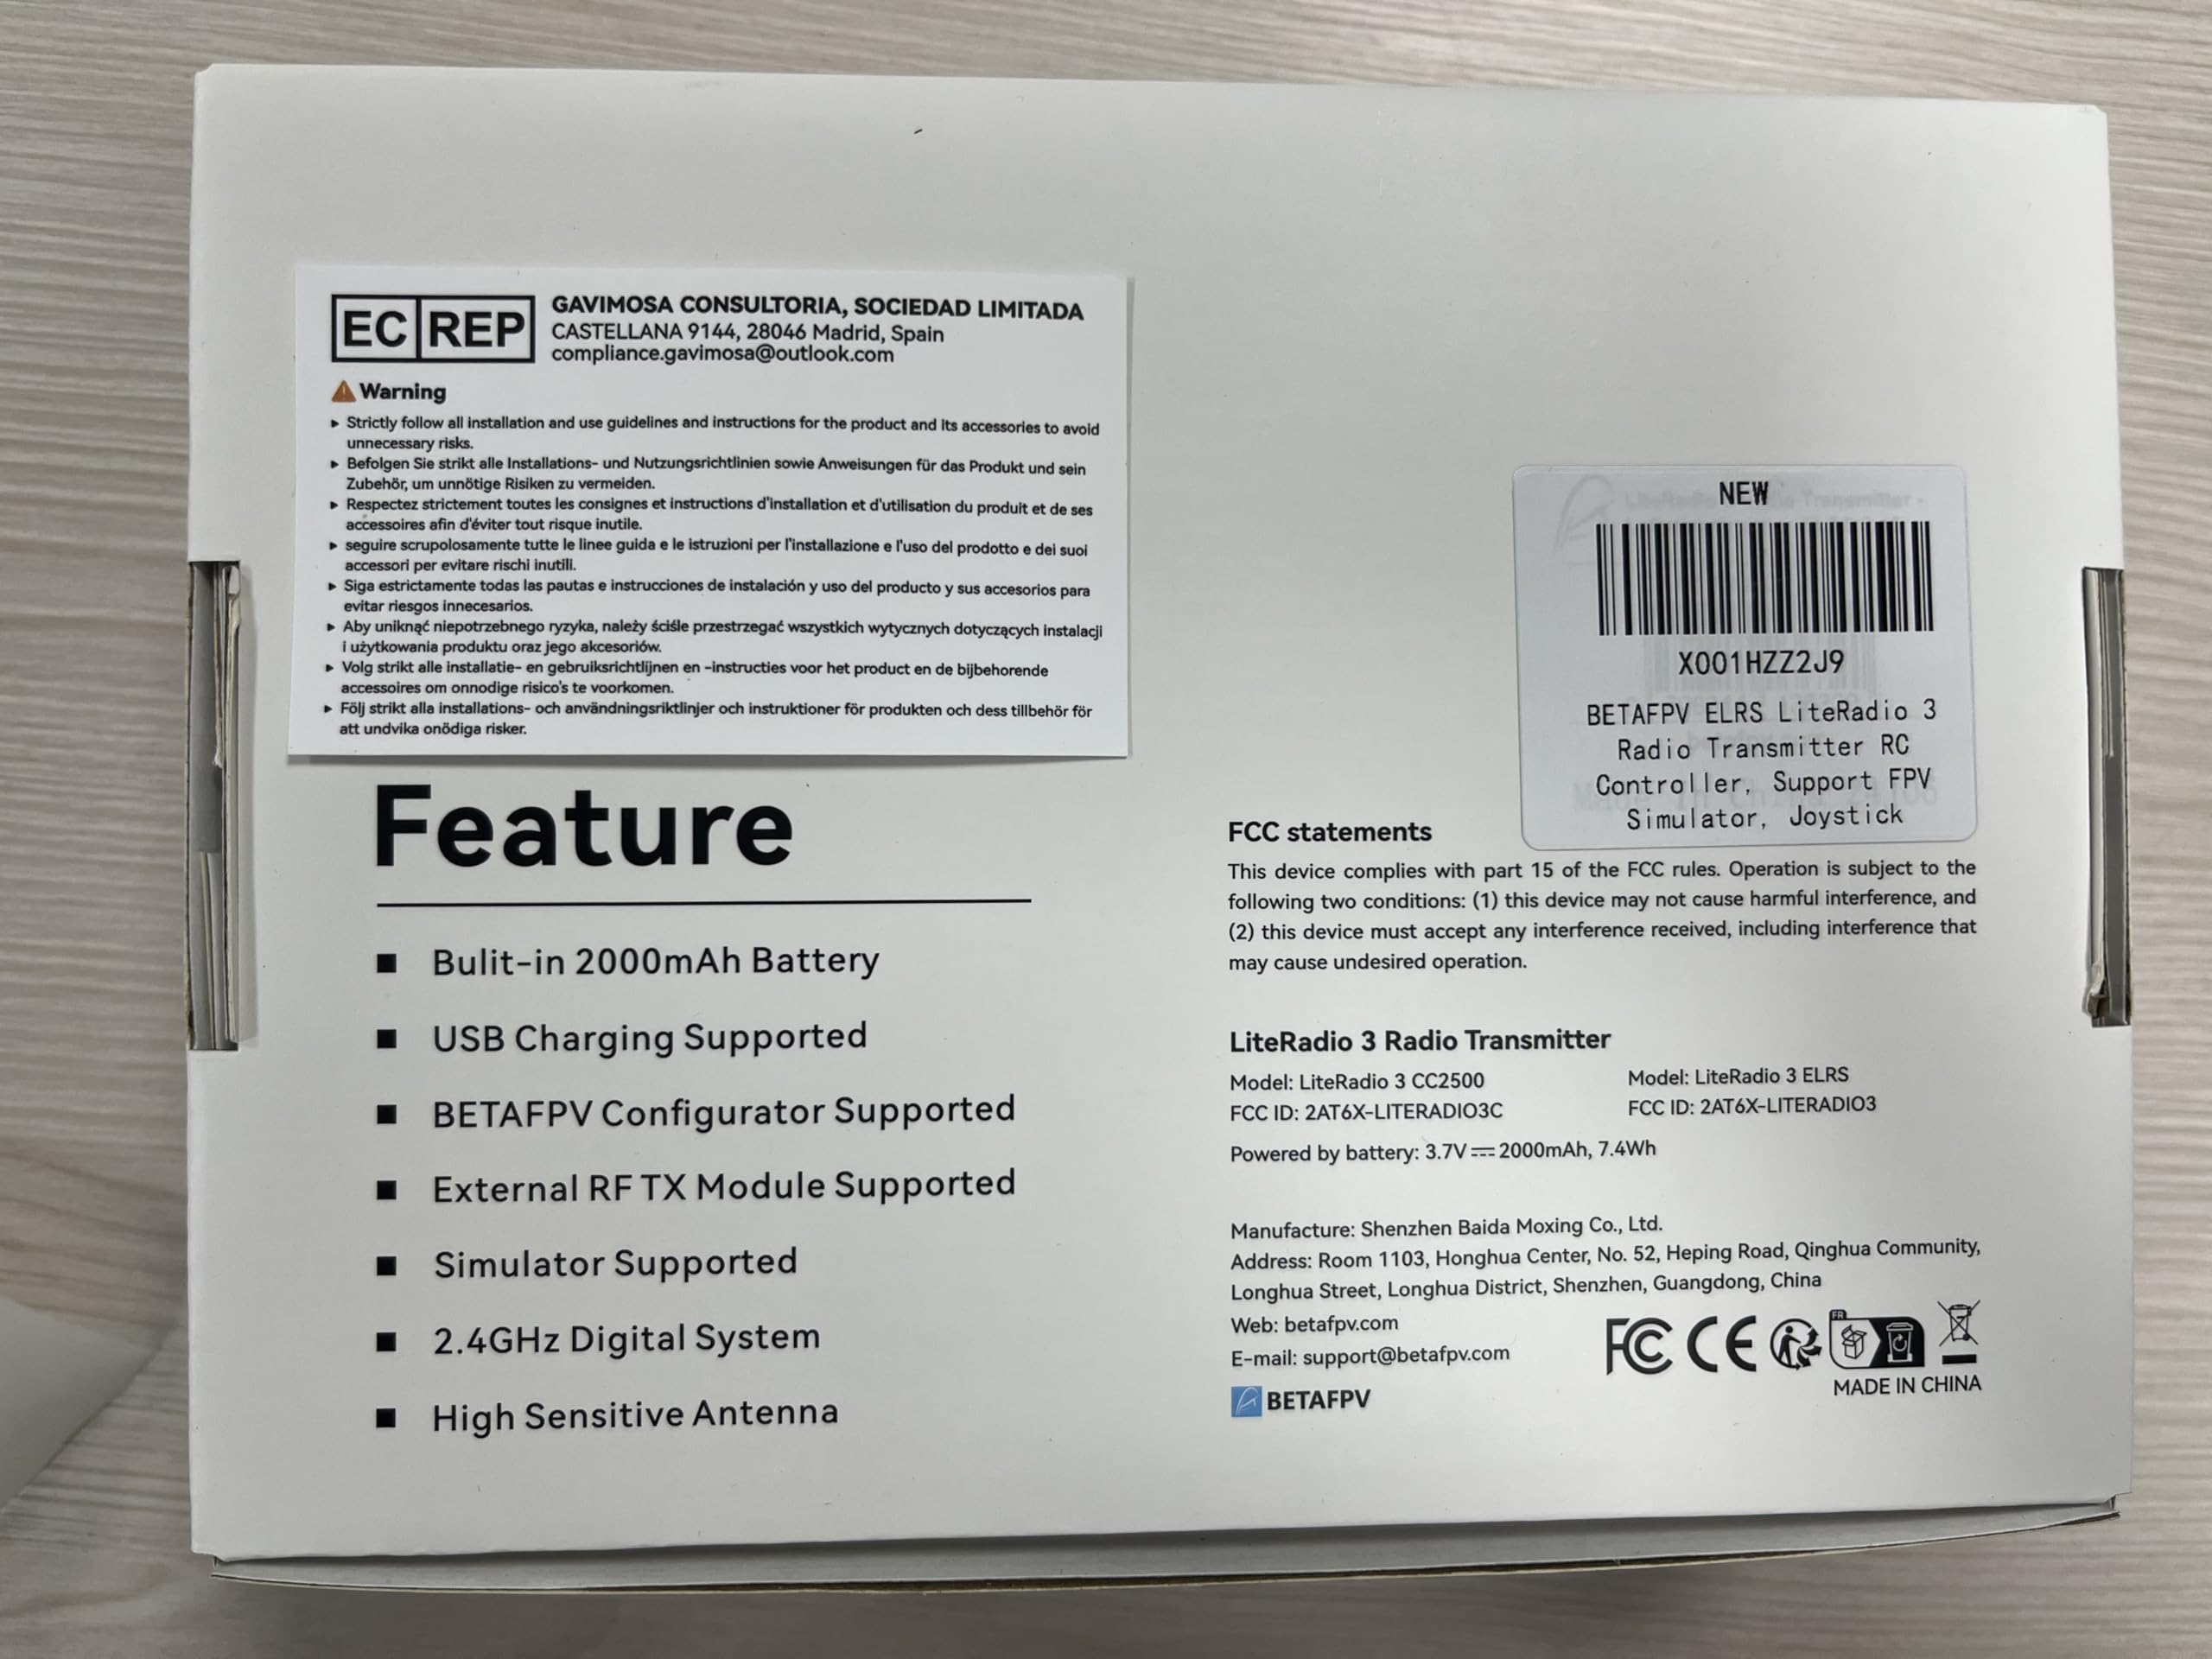 EC REP
GAVIMOSA CONSULTORIA, SOCIEDAD LIMITADA
CASTELLANA 9144, 28046 Madrid, Spain
compliance.gavimosa@outlook.com
Warning
Strictly follow all installation and use guidelines and instructions for the product and its accessories to avoid
unnecessary risks.
Befolgen Sie strikt alle Installations- und Nutzungsrichtlinien sowie Anweisungen für das Produkt und sein
Zubehör, um unnötige Risiken zu vermeiden.
Respectez strictement toutes les consignes et instructions d'installation et d'utilisation du produit et de ses
accessoires afin d'éviter tout risque inutile.
seguire scrupolosamente tutte le linee guida e le istruzioni per l'installazione e l'uso del prodotto e dei suoi
accessori per evitare rischi inutili.
Siga estrictamente todas las pautas e instrucciones de instalación y uso del producto y sus accesorios para
evitar riesgos innecesarios.
Aby uniknąć niepotrzebnego ryzyka, należy ściśle przestrzegać wszystkich wytycznych dotyczących instalacji
i użytkowania produktu oraz jego akcesoriów.
Volg strikt alle installatie- en gebruiksrichtlijnen en -instructies voor het product en de bijbehorende
accessoires om onnodige risico's te voorkomen.
Följ strikt alla installations- och användningsriktlinjer och instruktioner för produkten och dess tillbehör för
att undvika onödiga risker.
Feature
Bulit-in 2000mAh Battery
USB Charging Supported
BETAFPV Configurator Supported
External RF TX Module Supported
Simulator Supported
2.4GHz Digital System
High Sensitive Antenna
NEW
X001HZZ2J9
BETAFPV ELRS LiteRadio 3
Radio Transmitter RC
Controller, Support FPV
Simulator, Joystick
FCC statements
This device complies with part 15 of the FCC rules. Operation is subject to the
following two conditions: (1) this device may not cause harmful interference, and
(2) this device must accept any interference received, including interference that
may cause undesired operation.
LiteRadio 3 Radio Transmitter
Model: LiteRadio 3 CC2500
FCC ID: 2AT6X-LITERADIO3C
Model: LiteRadio 3 ELRS
FCC ID: 2AT6X-LITERADIO3
Powered by battery: 3.7V⎓2000mAh, 7.4Wh
Manufacture: Shenzhen Baida Moxing Co., Ltd.
Address: Room 1103, Honghua Center, No. 52, Heping Road, Qinghua Community,
Longhua Street, Longhua District, Shenzhen, Guangdong, China
Web: betafpv.com
E-mail: support@betafpv.com
BETAFPV
FC CE
FR
MADE IN CHINA